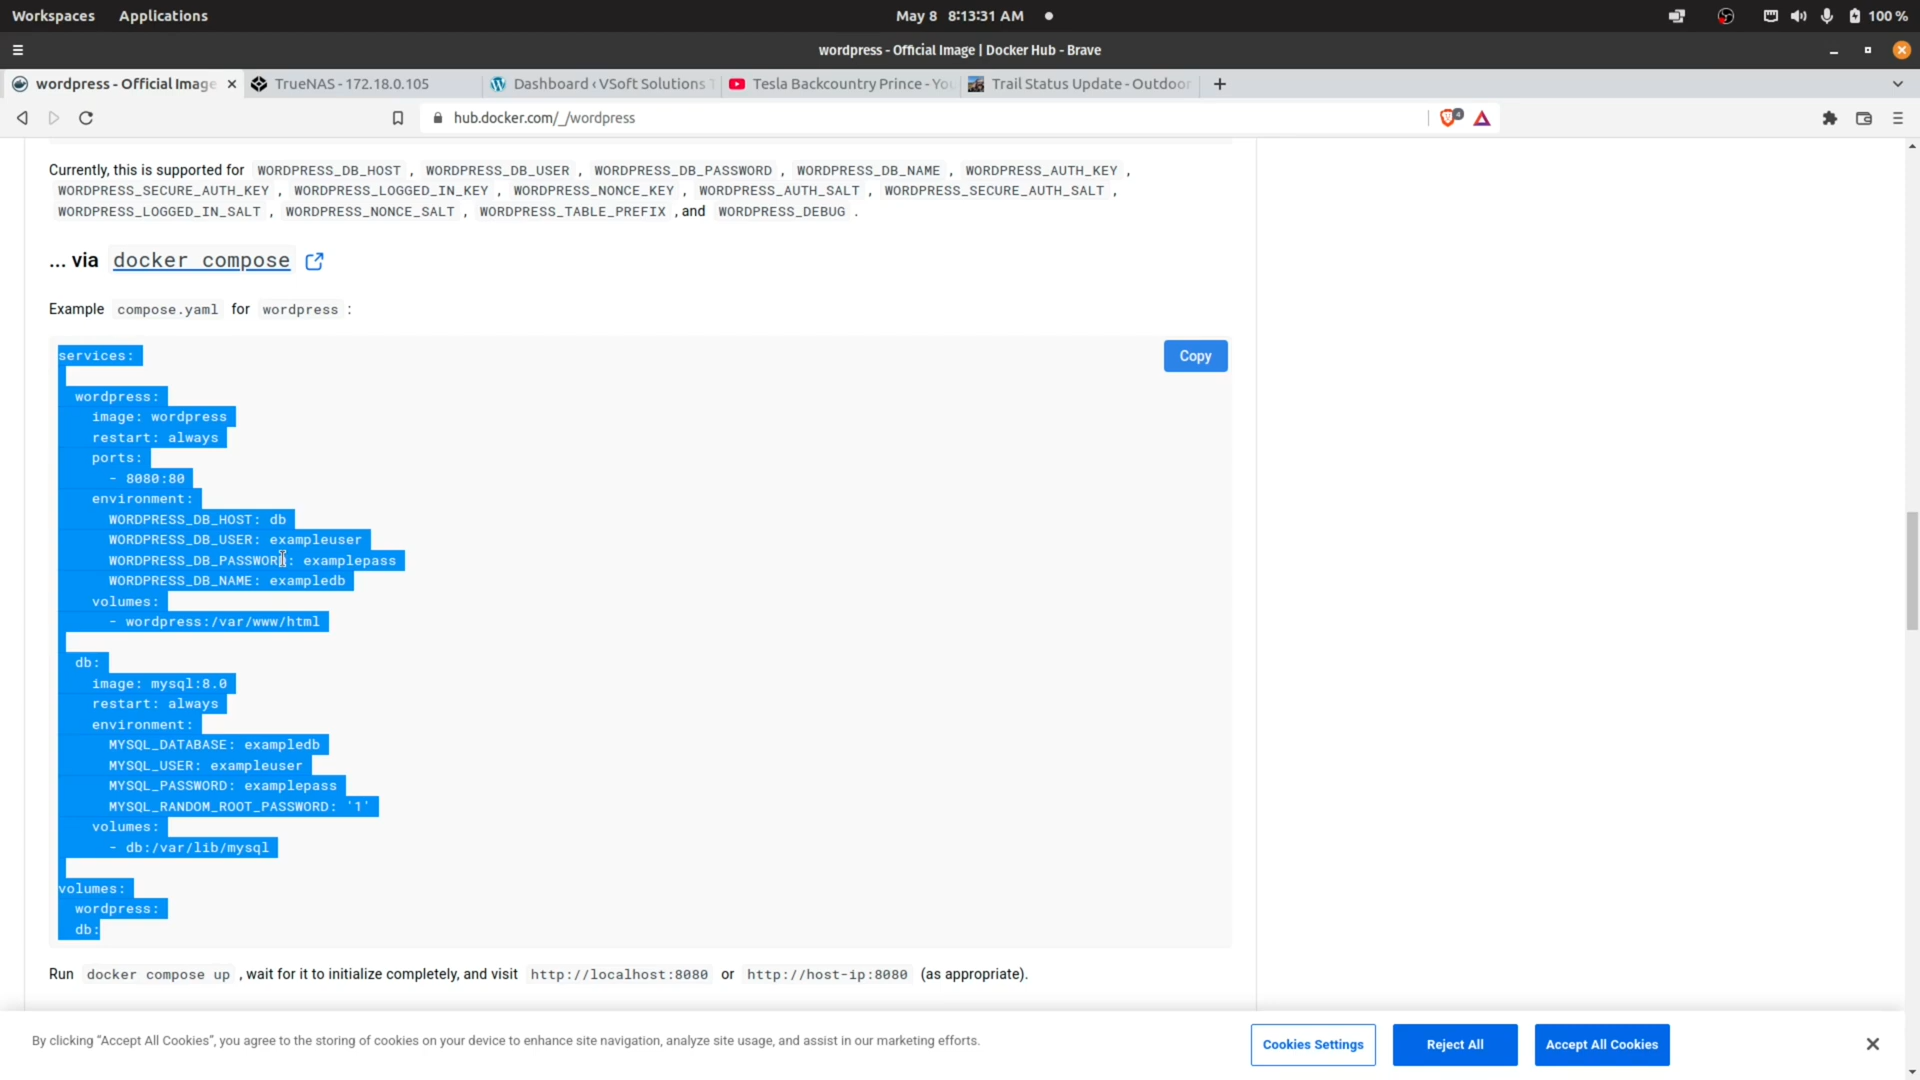 Workspaces Applications May 8 8:13:31 AM 100 %
wordpress - Official Image | Docker Hub - Brave
wordpress - Official Image TrueNAS - 172.18.0.105 Dashboard ‹ VSoft Solutions T Tesla Backcountry Prince - You Trail Status Update - Outdoor
hub.docker.com/_/wordpress 4
Currently, this is supported for WORDPRESS_DB_HOST , WORDPRESS_DB_USER , WORDPRESS_DB_PASSWORD , WORDPRESS_DB_NAME , WORDPRESS_AUTH_KEY ,
WORDPRESS_SECURE_AUTH_KEY , WORDPRESS_LOGGED_IN_KEY , WORDPRESS_NONCE_KEY , WORDPRESS_AUTH_SALT , WORDPRESS_SECURE_AUTH_SALT ,
WORDPRESS_LOGGED_IN_SALT , WORDPRESS_NONCE_SALT , WORDPRESS_TABLE_PREFIX , and WORDPRESS_DEBUG .
... via docker compose
Example compose.yaml for wordpress :
Copy
services:
wordpress:
image: wordpress
restart: always
ports:
- 8080:80
environment:
WORDPRESS_DB_HOST: db
WORDPRESS_DB_USER: exampleuser
WORDPRESS_DB_PASSWORD: examplepass
WORDPRESS_DB_NAME: exampledb
volumes:
- wordpress:/var/www/html
db:
image: mysql:8.0
restart: always
environment:
MYSQL_DATABASE: exampledb
MYSQL_USER: exampleuser
MYSQL_PASSWORD: examplepass
MYSQL_RANDOM_ROOT_PASSWORD: '1'
volumes:
- db:/var/lib/mysql
volumes:
wordpress:
db:
Run docker compose up , wait for it to initialize completely, and visit http://localhost:8080 or http://host-ip:8080 (as appropriate).
By clicking “Accept All Cookies”, you agree to the storing of cookies on your device to enhance site navigation, analyze site usage, and assist in our marketing efforts.
Cookies Settings Reject All Accept All Cookies